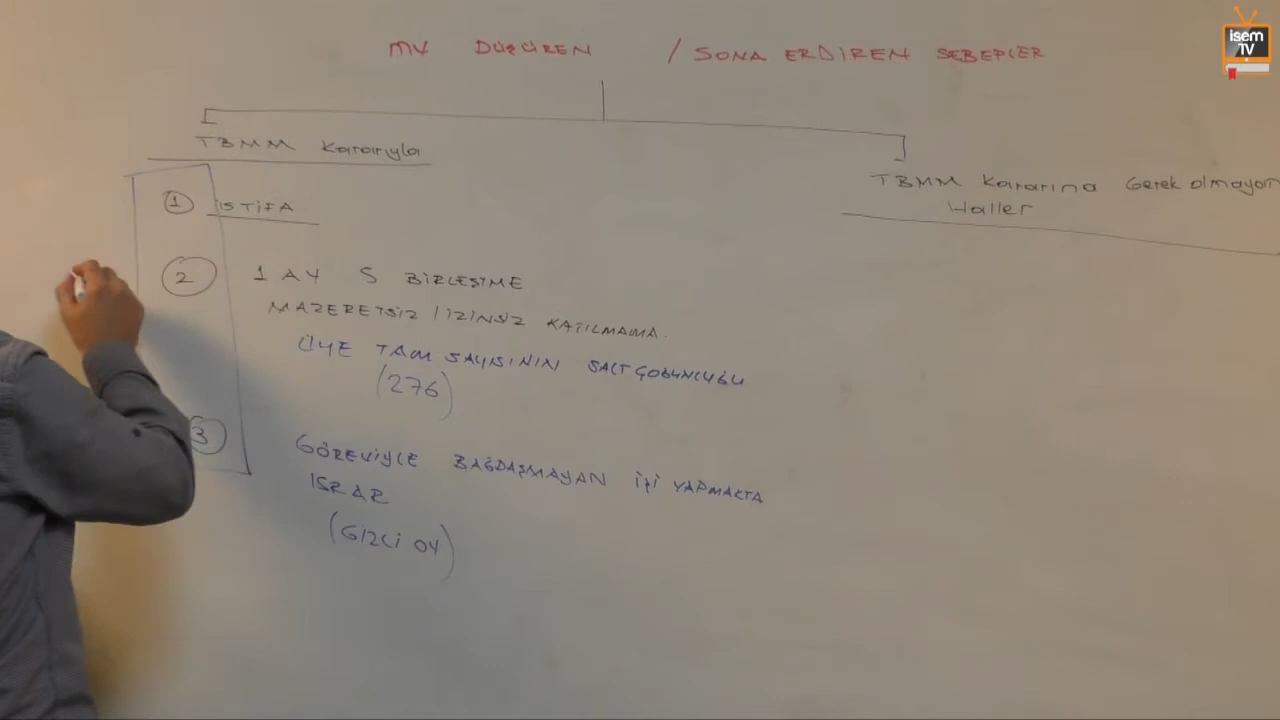 isem
TV
MV DÜŞÜREN / SONA ERDİREN SEBEPLER
TBMM Kararıyla
TBMM Kararına Gerek olmayan
Haller
1 İSTİFA
2 1 AY 5 BİRLEŞİME
MAZERETSİZ / İZİNSİZ KATILMAMA.
ÜYE TAM SAYISININ SALT ÇOĞUNLUĞU
(276)
3 GÖREVİYLE BAĞDAŞMAYAN İŞİ YAPMAKTA
ISRAR
(GİZLİ OY)